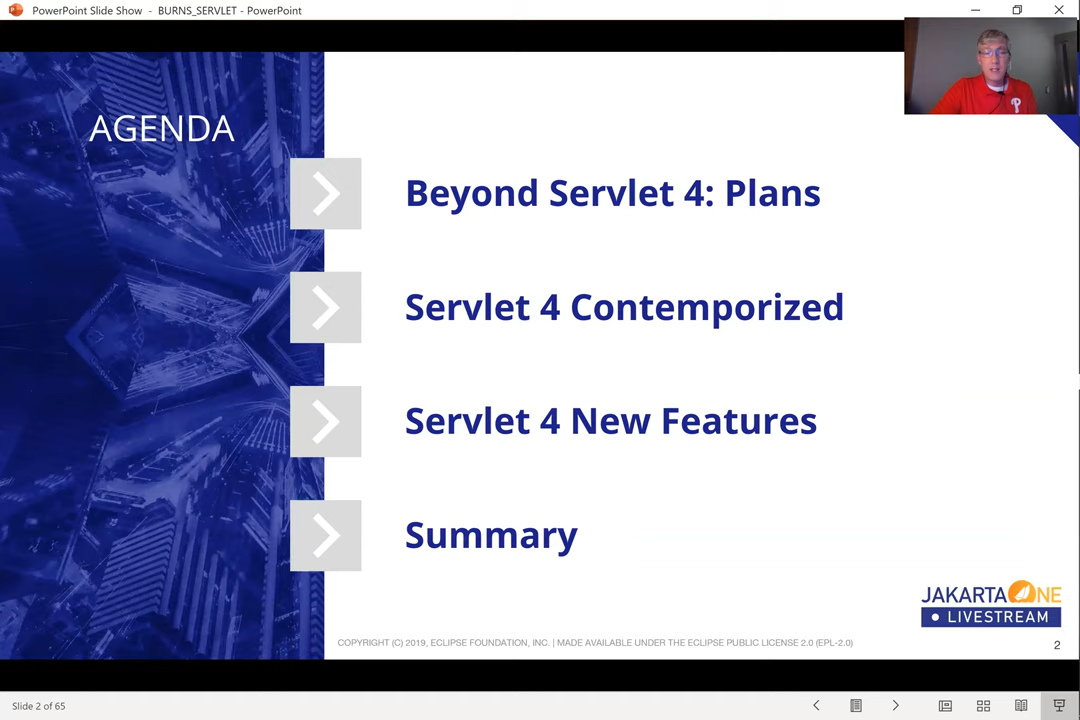 PowerPoint Slide Show - BURNS_SERVLET - PowerPoint
AGENDA
Beyond Servlet 4: Plans
Servlet 4 Contemporized
Servlet 4 New Features
Summary
JAKARTA ONE
LIVESTREAM
COPYRIGHT (C) 2019, ECLIPSE FOUNDATION, INC. | MADE AVAILABLE UNDER THE ECLIPSE PUBLIC LICENSE 2.0 (EPL-2.0)
2
Slide 2 of 65